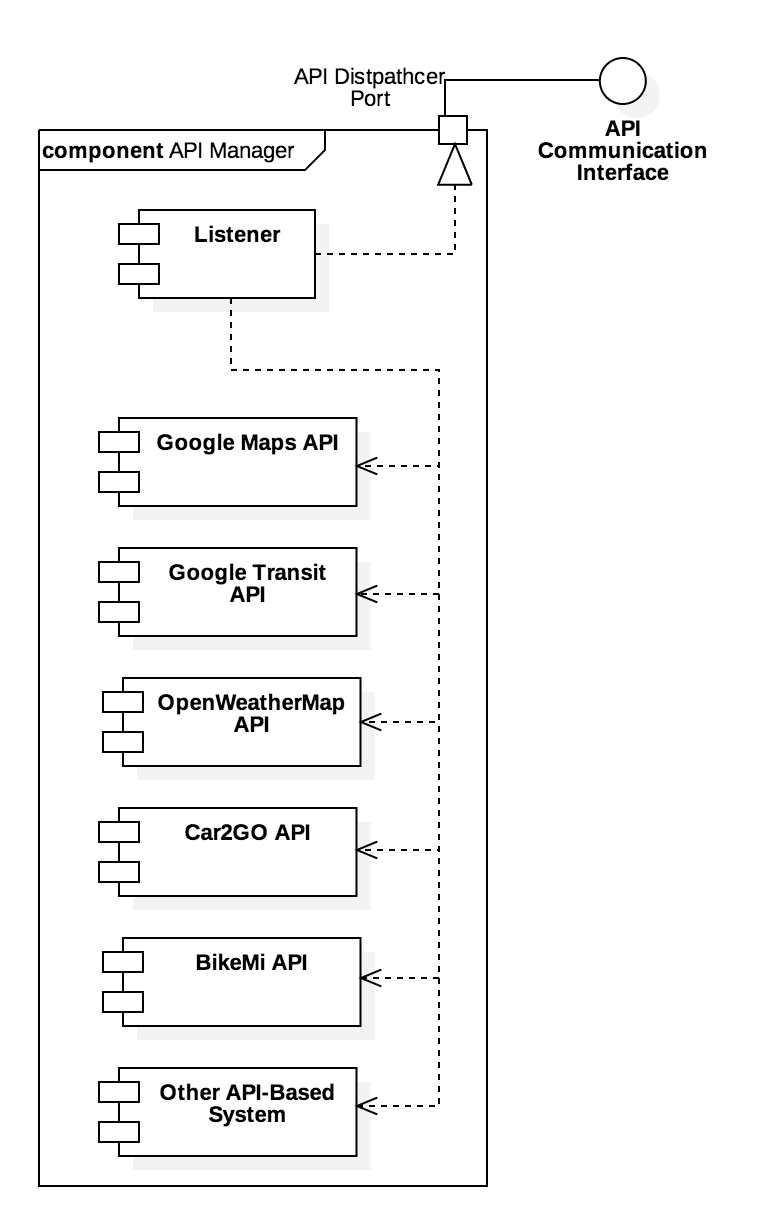 API Distpathcer
Port
API
Communication
Interface
component API Manager
Listener
Google Maps API
Google Transit
API
OpenWeatherMap
API
Car2GO API
BikeMi API
Other API-Based
System